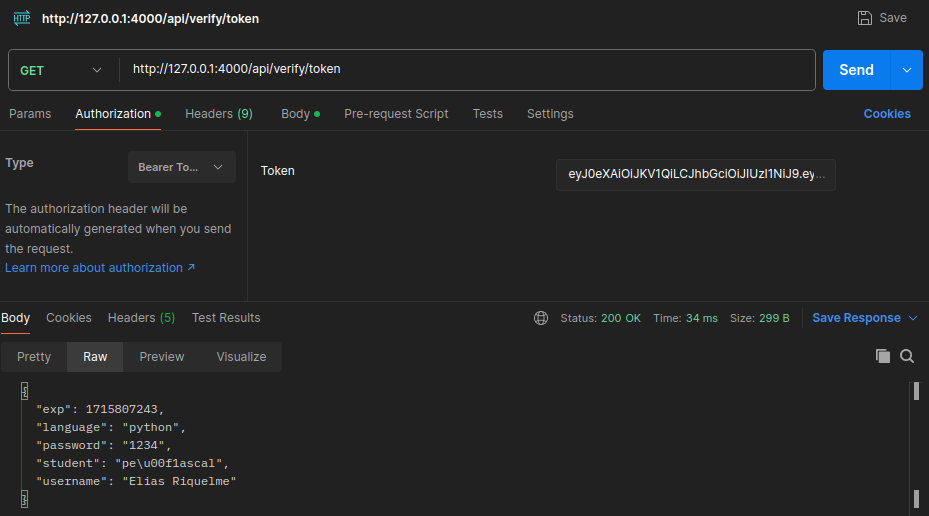 HTTP http://127.0.0.1:4000/api/verify/token Save
GET http://127.0.0.1:4000/api/verify/token Send
Params Authorization Headers (9) Body Pre-request Script Tests Settings Cookies
Type Bearer To...
The authorization header will be
automatically generated when you send
the request.
Learn more about authorization ↗
Token eyJ0eXAiOiJKV1QiLCJhbGciOiJIUzI1NiJ9.ey...
Body Cookies Headers (5) Test Results Status: 200 OK Time: 34 ms Size: 299 B Save Response
Pretty Raw Preview Visualize
{
"exp": 1715807243,
"language": "python",
"password": "1234",
"student": "pe\u00f1ascal",
"username": "Elias Riquelme"
}